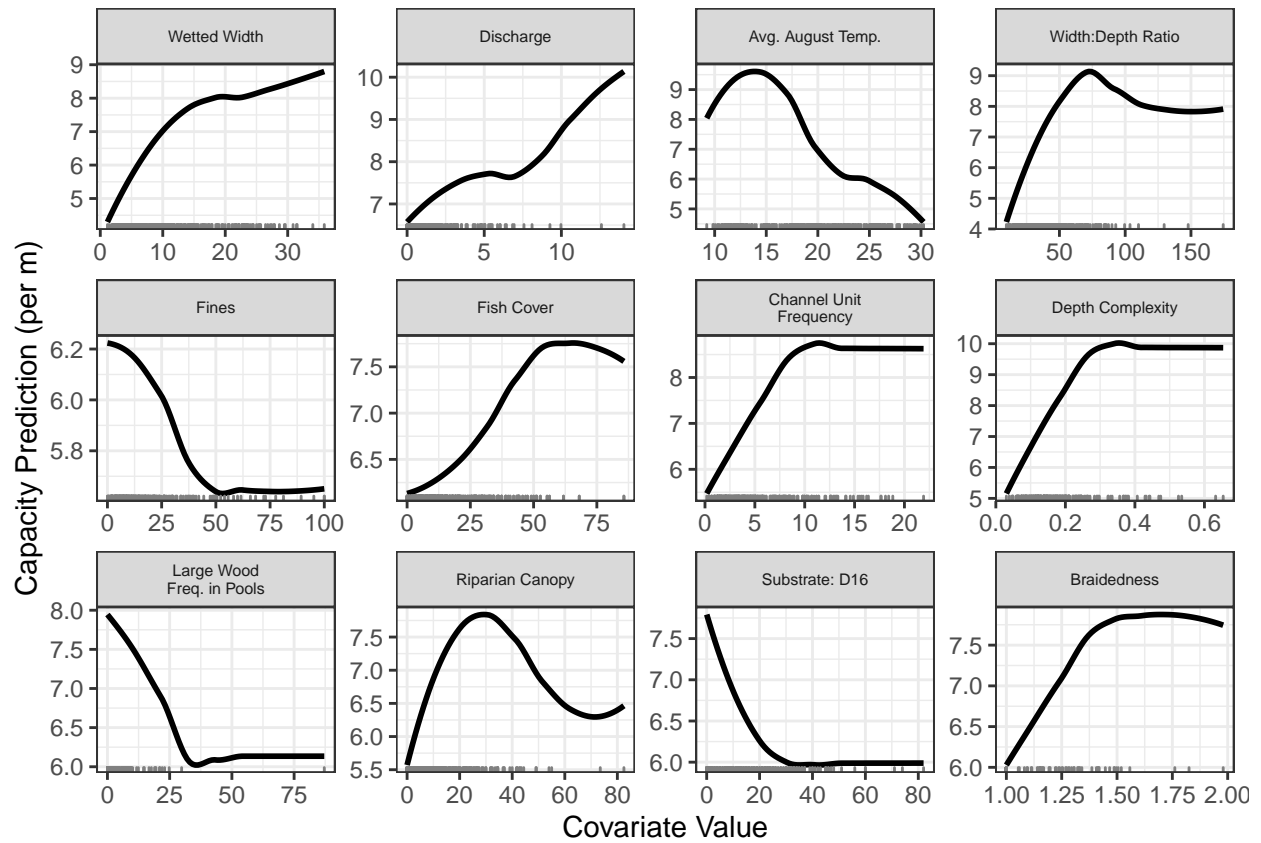 Wetted Width
Discharge
Avg. August Temp.
Width:Depth Ratio
9
8
7
6
5
0 10 20 30
10
9
8
7
0 5 10
9
8
7
6
5
10 15 20 25 30
9
8
7
6
5
4
50 100 150
Capacity Prediction (per m)
Fines
Fish Cover
Channel Unit
Frequency
Depth Complexity
6.2
6.0
5.8
0 25 50 75 100
7.5
7.0
6.5
0 25 50 75
8
7
6
0 5 10 15 20
10
9
8
7
6
5
0.0 0.2 0.4 0.6
Large Wood
Freq. in Pools
Riparian Canopy
Substrate: D16
Braidedness
8.0
7.5
7.0
6.5
6.0
0 25 50 75
7.5
7.0
6.5
6.0
5.5
0 20 40 60 80
7.5
7.0
6.5
6.0
0 20 40 60 80
7.5
7.0
6.5
6.0
1.00 1.25 1.50 1.75 2.00
Covariate Value